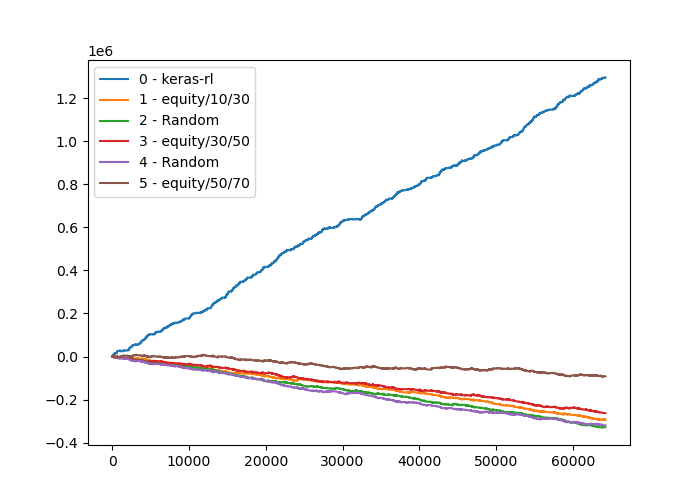 1e6
0 - keras-rl
1 - equity/10/30
2 - Random
3 - equity/30/50
4 - Random
5 - equity/50/70
1.2
1.0
0.8
0.6
0.4
0.2
0.0
−0.2
−0.4
0 10000 20000 30000 40000 50000 60000